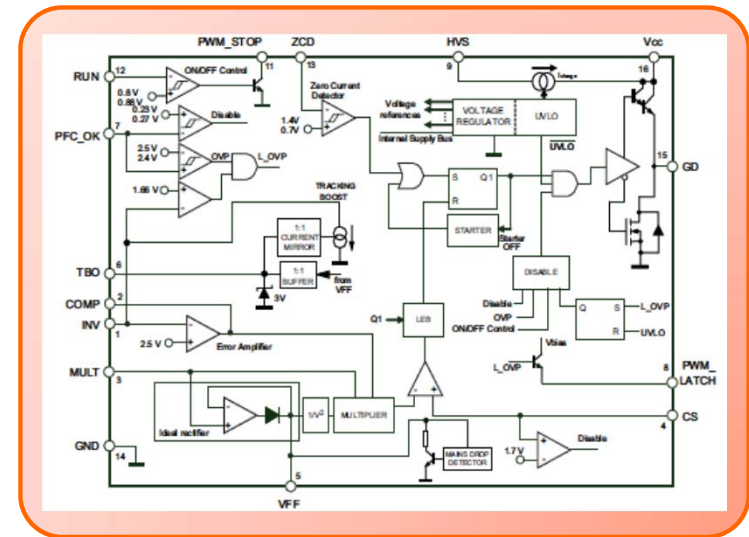 PWM_STOP
ZCD
HVS
Vcc
RUN
12
11
13
9
16
ON/OFF Control
0.8 V
0.88 V
Zero Current
Detector
0.23 V
0.27 V
Disable
1.4V
0.7V
Voltage
references
VOLTAGE
REGULATOR
UVLO
Internal Supply Bus
UVLO
PFC_OK
7
2.5 V
2.4 V
OVP
L_OVP
1.66 V
15
GD
S
Q1
R
TRACKING
BOOST
1:1
CURRENT
MIRROR
STARTER
Starter
OFF
TBO
6
1:1
BUFFER
from
VFF
3V
DISABLE
Disable
OVP
ON/OFF Control
Q
S
R
L_OVP
UVLO
COMP
2
INV
1
2.5 V
Error Amplifier
Q1
LEB
Vbias
L_OVP
8
PWM_
LATCH
MULT
3
Ideal rectifier
1/V²
MULTIPLIER
CS
4
MAINS DROP
DETECTOR
1.7 V
Disable
GND
14
5
VFF